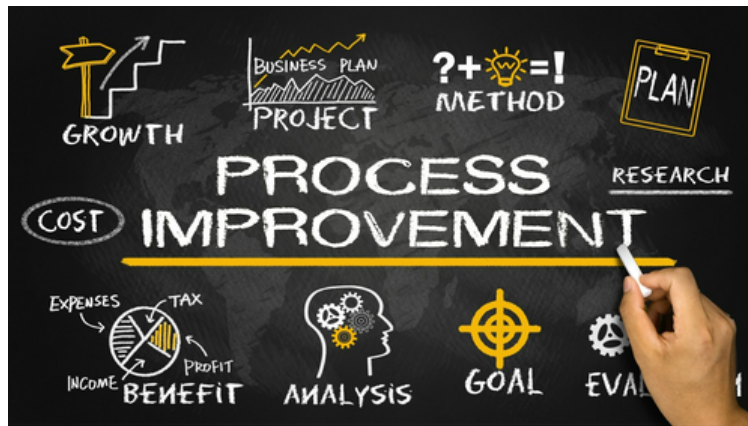 GROWTH
BUSINESS PLAN
PROJECT
?+ =!
METHOD
PLAN
PROCESS
IMPROVEMENT
RESEARCH
COST
EXPENSES
TAX
PROFIT
INCOME
BENEFIT
ANALYSIS
GOAL